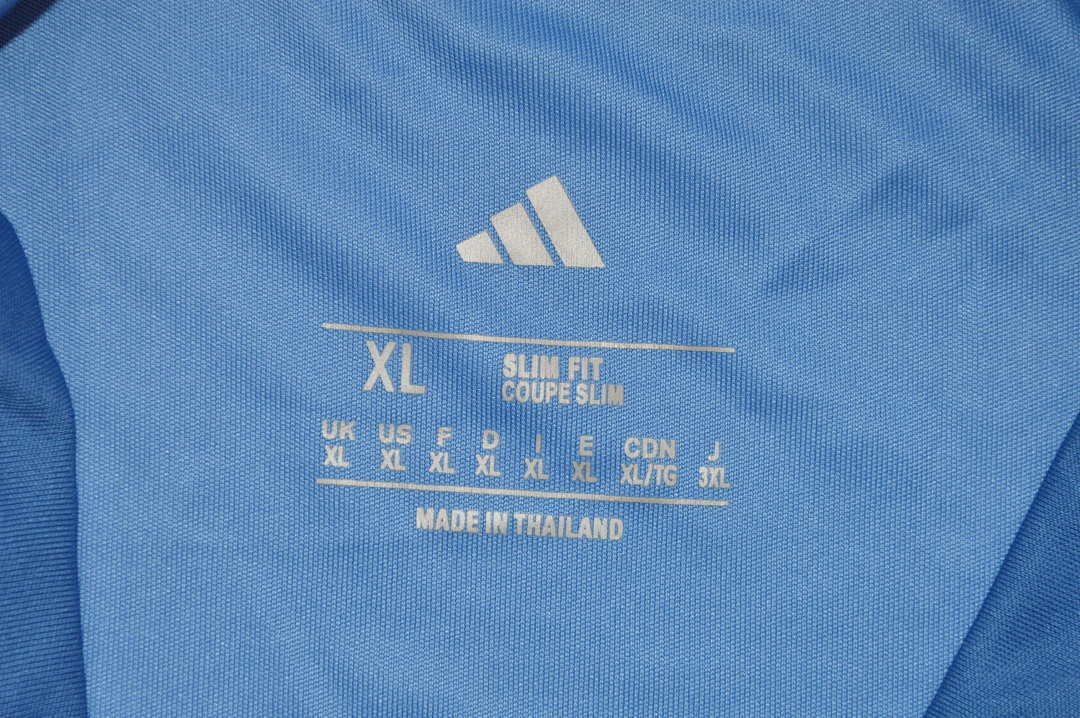 XL SLIM FIT
COUPE SLIM
UK US F D I E CDN J
XL XL XL XL XL XL XL/TG 3XL
MADE IN THAILAND